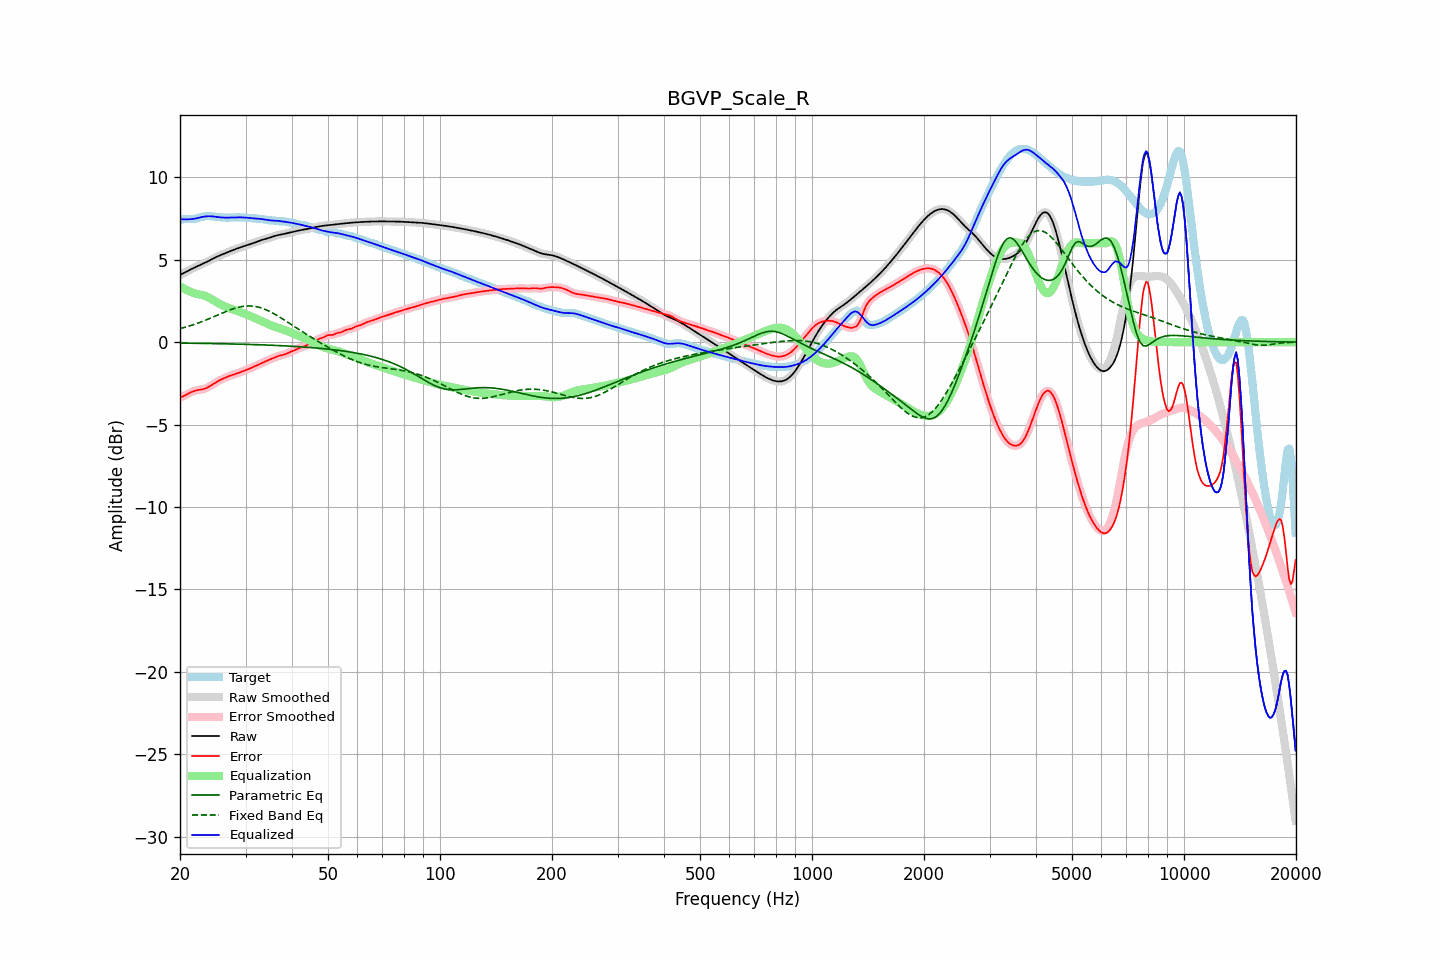 BGVP_Scale_R
Amplitude (dBr)
10
5
0
−5
−10
−15
−20
−25
−30
Target
Raw Smoothed
Error Smoothed
Raw
Error
Equalization
Parametric Eq
Fixed Band Eq
Equalized
20 50 100 200 500 1000 2000 5000 10000 20000
Frequency (Hz)